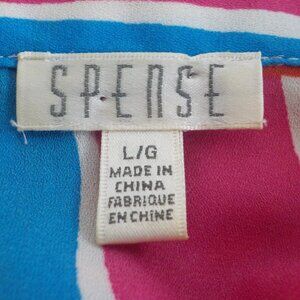 SPENSE
L/G
MADE IN
CHINA
FABRIQUE
EN CHINE